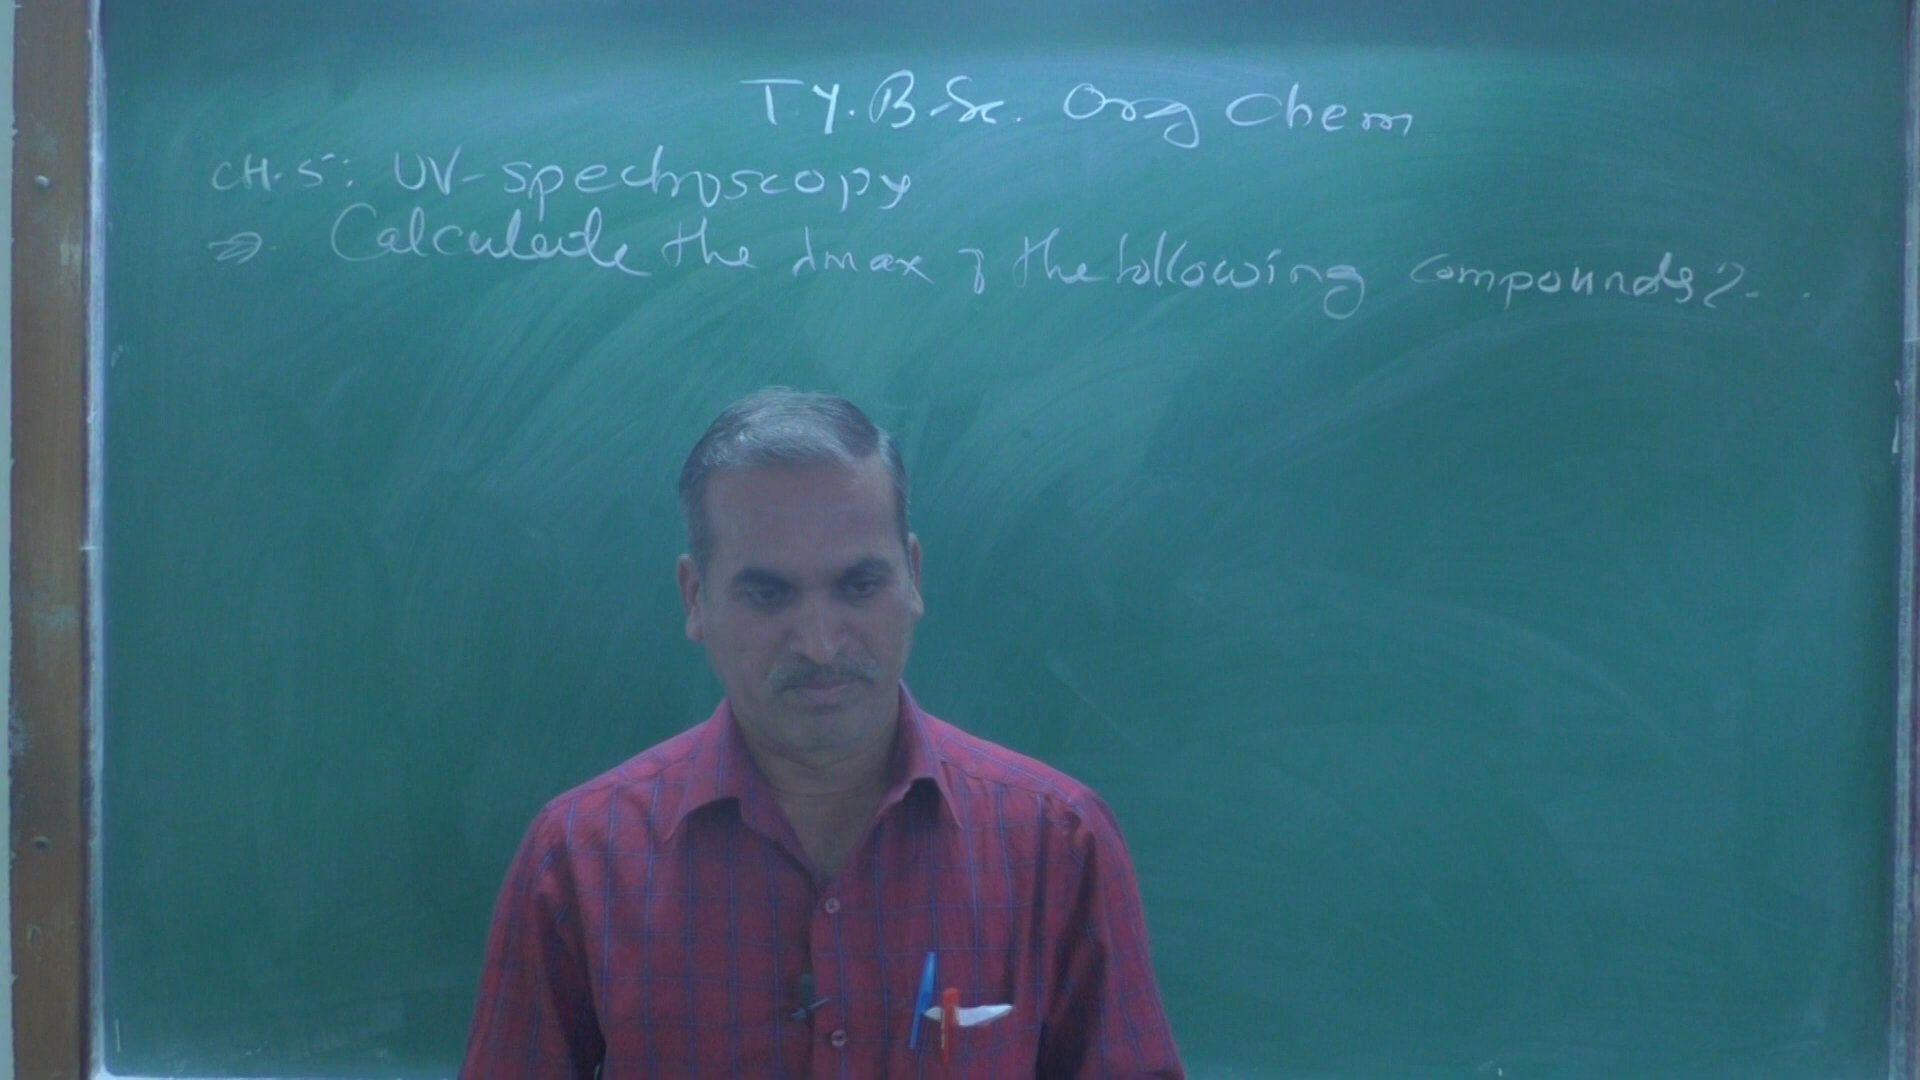 T.Y.B.Sc. Org Chem
CH.5: UV-spectroscopy
⇒. Calculate the λmax of the following compounds?